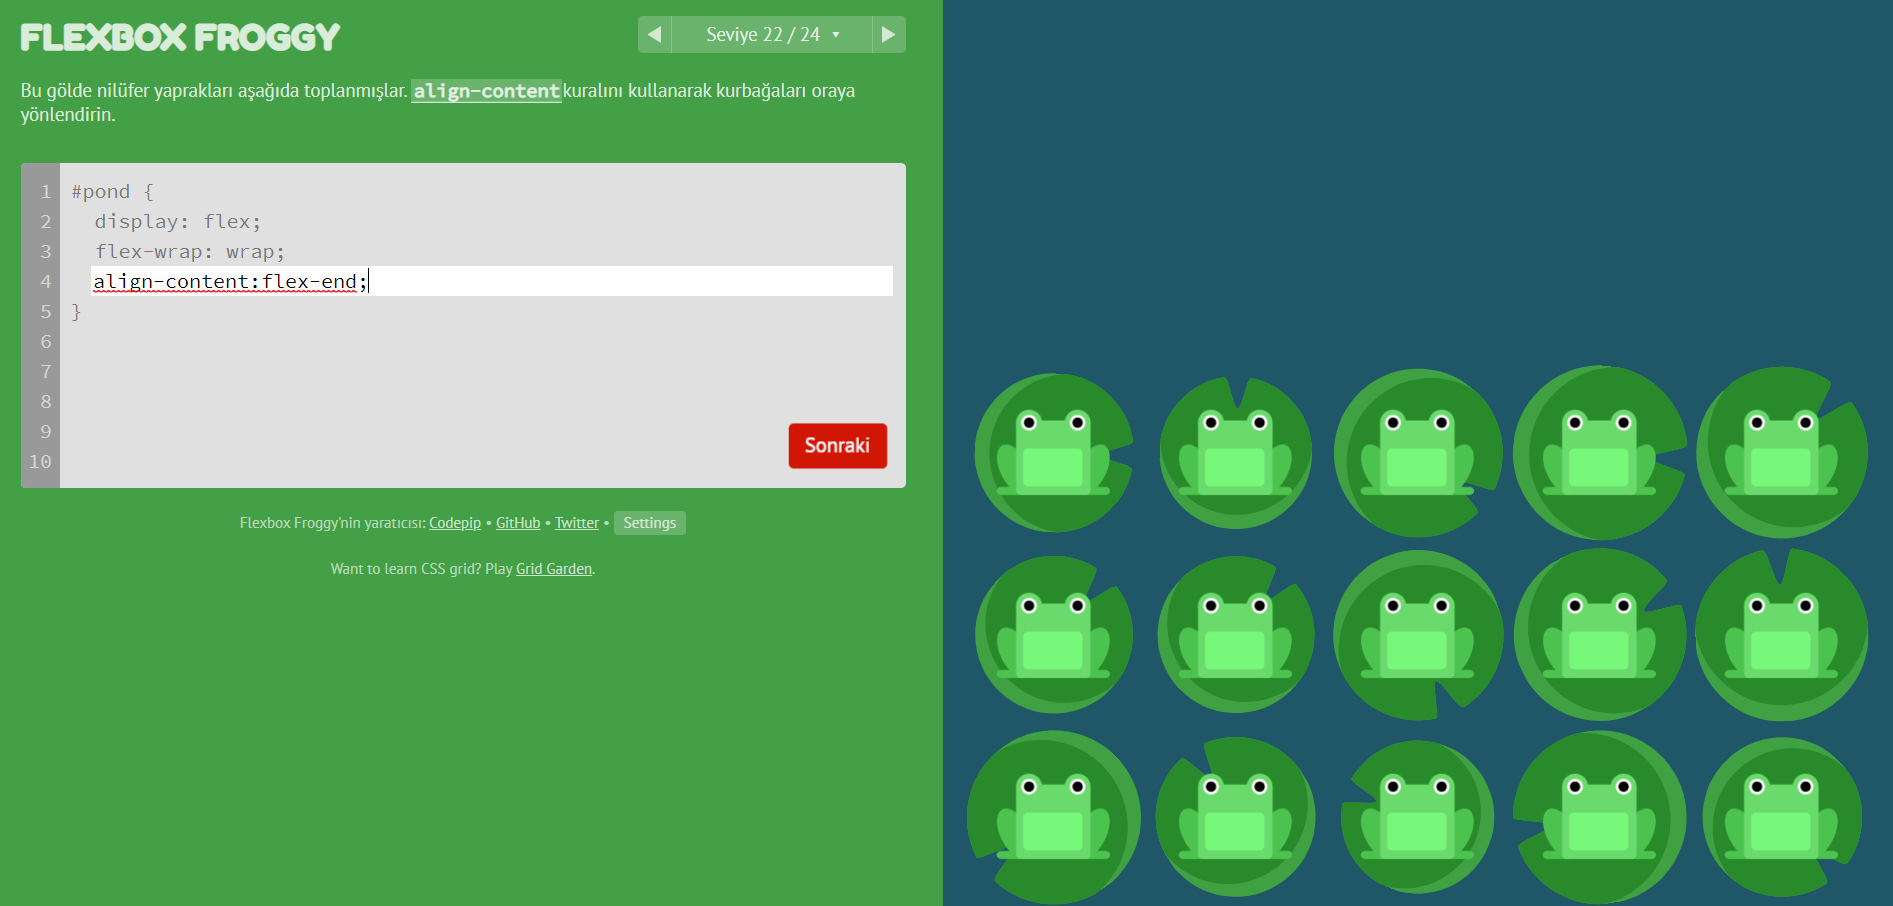 FLEXBOX FROGGY
Seviye 22 / 24
Bu gölde nilüfer yaprakları aşağıda toplanmışlar. align-content kuralını kullanarak kurbağaları oraya
yönlendirin.
1 #pond {
2 display: flex;
3 flex-wrap: wrap;
4 align-content:flex-end;
5 }
6
7
8
9
10
Sonraki
Flexbox Froggy'nin yaratıcısı: Codepip • GitHub • Twitter • Settings
Want to learn CSS grid? Play Grid Garden.